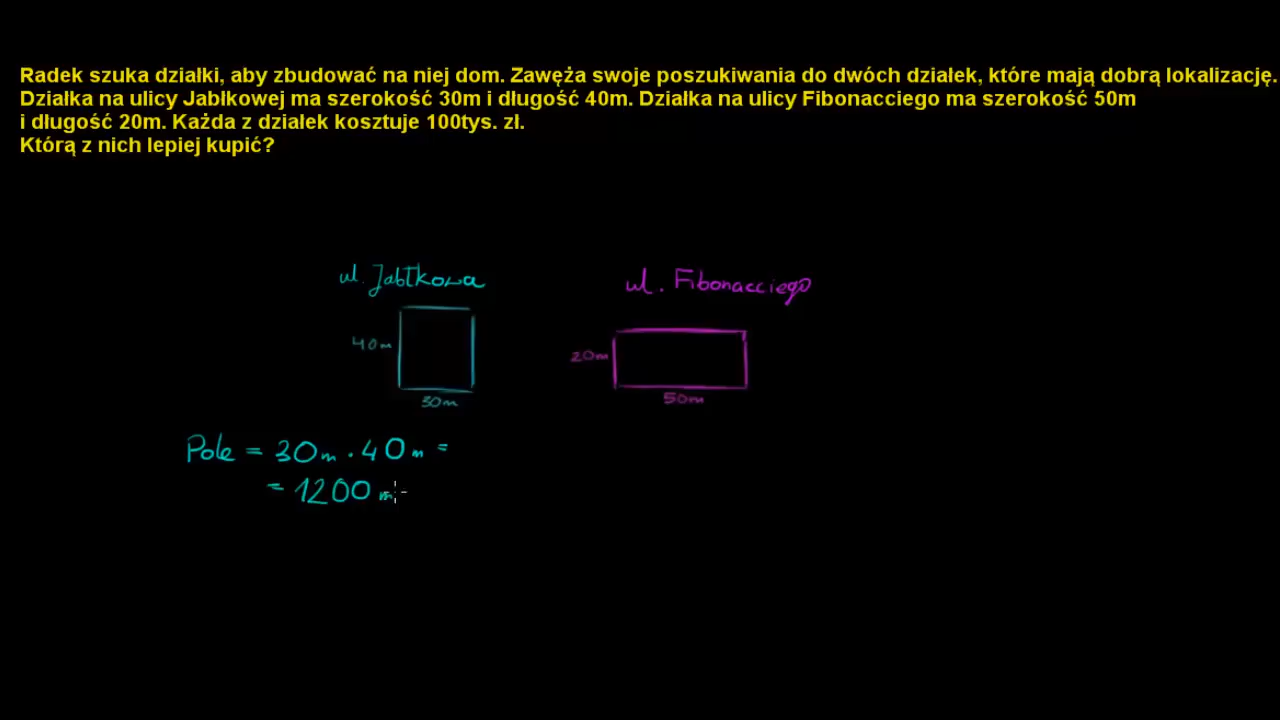 Radek szuka działki, aby zbudować na niej dom. Zawęża swoje poszukiwania do dwóch działek, które mają dobrą lokalizację.
Działka na ulicy Jabłkowej ma szerokość 30m i długość 40m. Działka na ulicy Fibonacciego ma szerokość 50m
i długość 20m. Każda z działek kosztuje 100tys. zł.
Którą z nich lepiej kupić?
ul. Jabłkowa
ul. Fibonacciego
40m
20m
30m
50m
Pole = 30m · 40m =
= 1200 m